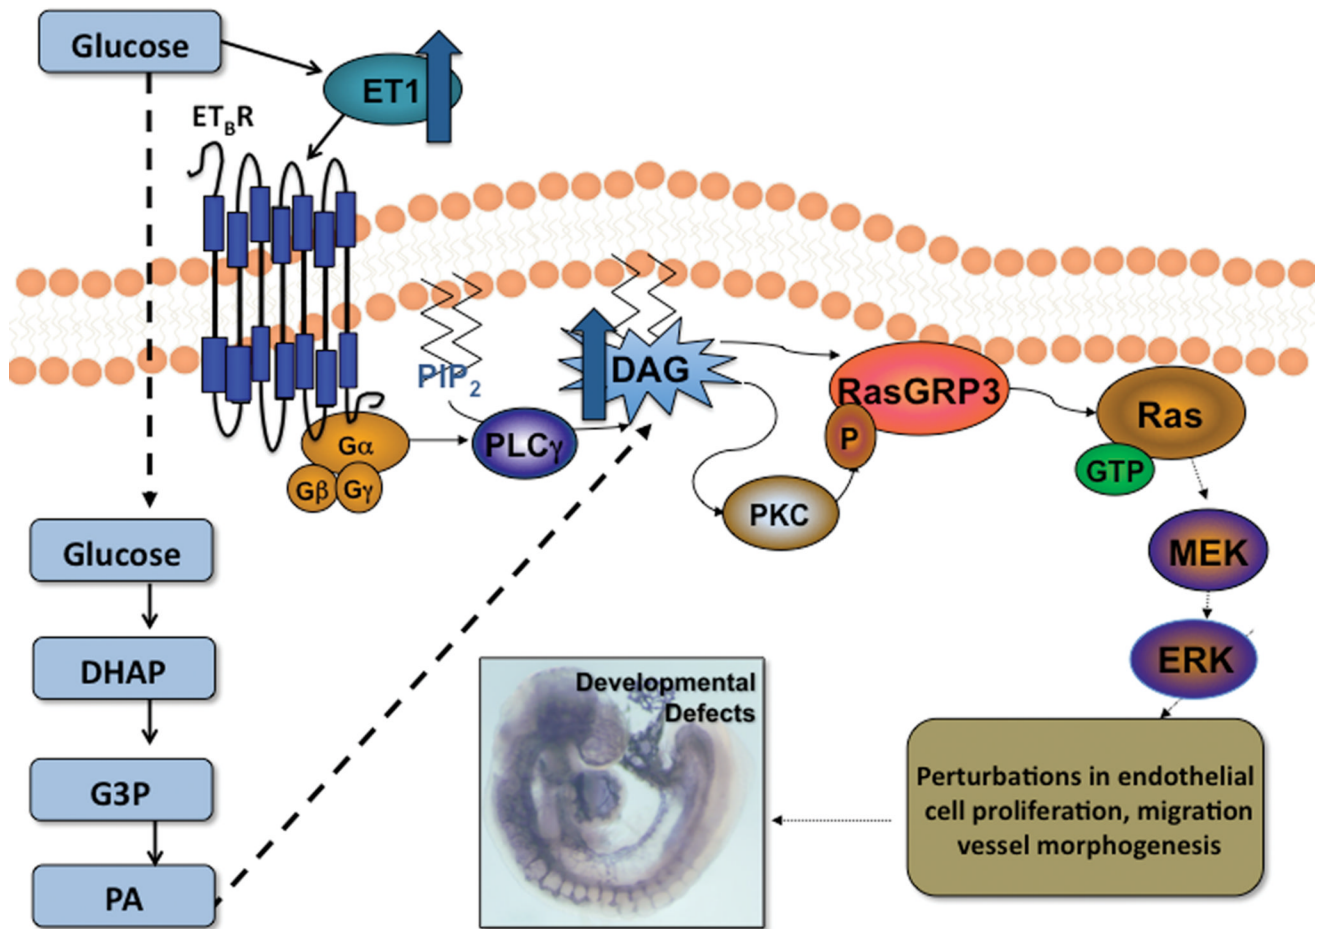 Glucose
ET1
ET_BR
PIP₂
DAG
RasGRP3
P
Ras
GTP
Gα
Gβ
Gγ
PLCγ
PKC
MEK
ERK
Glucose
DHAP
G3P
PA
Developmental
Defects
Perturbations in endothelial
cell proliferation, migration
vessel morphogenesis